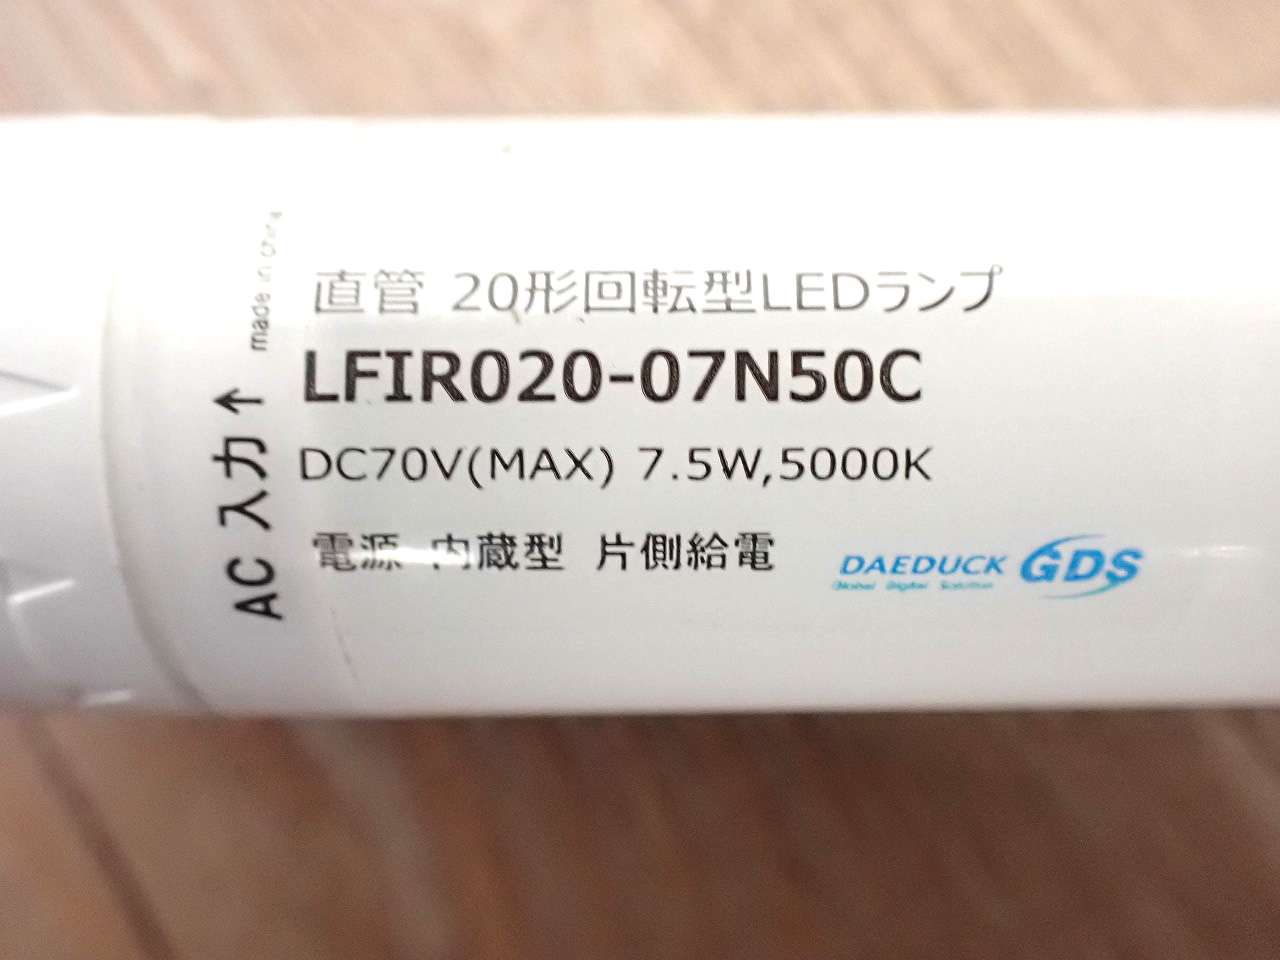 直管 20形回転型LEDランプ
LFIR020-07N50C
DC70V(MAX) 7.5W,5000K
電源 内蔵型 片側給電
AC 入力↑
made in china
DAEDUCK GDS
Global Digital Solution